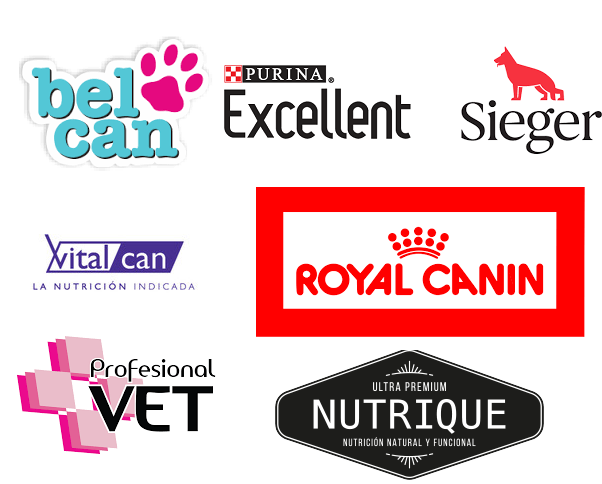 bel
can
PURINA®
Excellent
Sieger
Vital can
LA NUTRICIÓN INDICADA
ROYAL CANIN
Profesional
VET
ULTRA PREMIUM
NUTRIQUE
NUTRICIÓN NATURAL Y FUNCIONAL